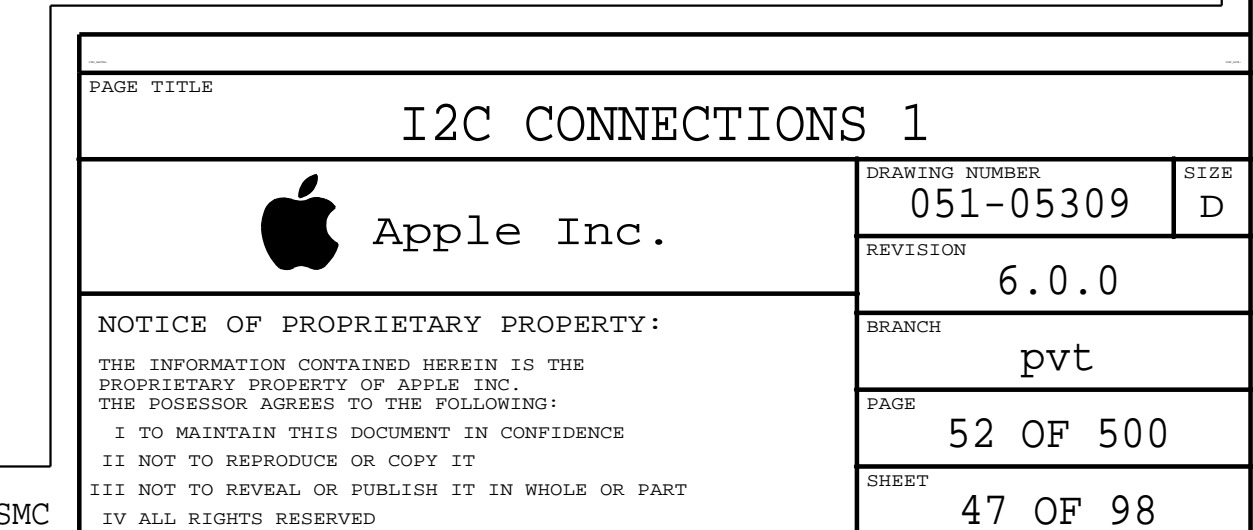 PAGE TITLE
I2C CONNECTIONS 1
Apple Inc.
DRAWING NUMBER
051-05309
SIZE
D
REVISION
6.0.0
BRANCH
pvt
PAGE
52 OF 500
SHEET
47 OF 98
NOTICE OF PROPRIETARY PROPERTY:
THE INFORMATION CONTAINED HEREIN IS THE
PROPRIETARY PROPERTY OF APPLE INC.
THE POSESSOR AGREES TO THE FOLLOWING:
I TO MAINTAIN THIS DOCUMENT IN CONFIDENCE
II NOT TO REPRODUCE OR COPY IT
III NOT TO REVEAL OR PUBLISH IT IN WHOLE OR PART
IV ALL RIGHTS RESERVED
SMC